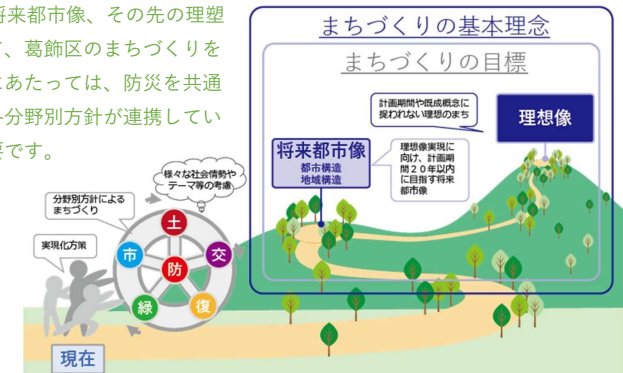 将来都市像、その先の理塑
、葛飾区のまちづくりを
にあたっては、防災を共通
分野別方針が連携してい
要です。
まちづくりの基本理念
まちづくりの目標
計画期間や既成概念に
捉われない理想のまち
理想像
将来都市像
都市構造
地域構造
理想像実現に
向け、計画期
間20年以内
に目指す将来
都市像
様々な社会情勢や
テーマ等の考慮
分野別方針による
まちづくり
実現化方策
土
市
交
防
緑
復
現在